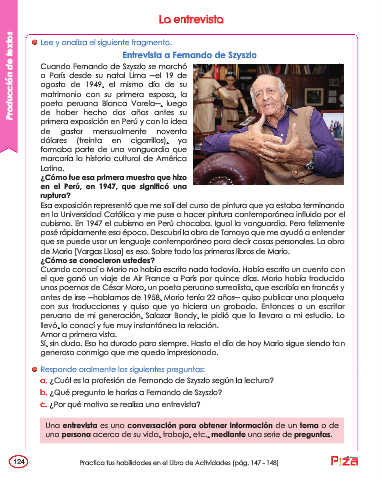 La entrevista
Producción de textos
Lee y analiza el siguiente fragmento.
Entrevista a Fernando de Szyszlo
Cuando Fernando de Szyszlo se marchó
a París desde su natal Lima —el 19 de
agosto de 1949, el mismo día de su
matrimonio con su primera esposa, la
poeta peruana Blanca Varela—, luego
de haber hecho dos años antes su
primera exposición en Perú y con la idea
de gastar mensualmente noventa
dólares (treinta en cigarrillos), ya
formaba parte de una vanguardia que
marcaría la historia cultural de América
Latina.
¿Cómo fue esa primera muestra que hizo
en el Perú, en 1947, que significó una
ruptura?
Esa exposición representó que me salí del curso de pintura que ya estaba terminando
en la Universidad Católica y me puse a hacer pintura contemporánea influida por el
cubismo. En 1947 el cubismo en Perú chocaba. Igual la vanguardia. Pero felizmente
pasé rápidamente esa época. Descubrí la obra de Tamayo que me ayudó a entender
que se puede usar un lenguaje contemporáneo para decir cosas personales. La obra
de Mario [Vargas Llosa] es eso. Sobre todo los primeros libros de Mario.
¿Cómo se conocieron ustedes?
Cuando conocí a Mario no había escrito nada todavía. Había escrito un cuento con
el que ganó un viaje de Air France a París por quince días. Mario había traducido
unos poemas de César Moro, un poeta peruano surrealista, que escribía en francés y
antes de irse —hablamos de 1958, Mario tenía 22 años— quiso publicar una plaqueta
con sus traducciones y quiso que yo hiciera un grabado. Entonces a un escritor
peruano de mi generación, Salazar Bondy, le pidió que lo llevara a mi estudio. Lo
llevó, lo conocí y fue muy instantánea la relación.
Amor a primera vista.
Sí, sin duda. Eso ha durado para siempre. Hasta el día de hoy Mario sigue siendo tan
generoso conmigo que me quedo impresionado.
Responde oralmente las siguientes preguntas:
a. ¿Cuál es la profesión de Fernando de Szyszlo según la lectura?
b. ¿Qué pregunta le harías a Fernando de Szyszlo?
c. ¿Por qué motivo se realiza una entrevista?
Una entrevista es una conversación para obtener información de un tema o de
una persona acerca de su vida, trabajo, etc., mediante una serie de preguntas.
124
Practica tus habilidades en el Libro de Actividades (pág. 147 - 148)